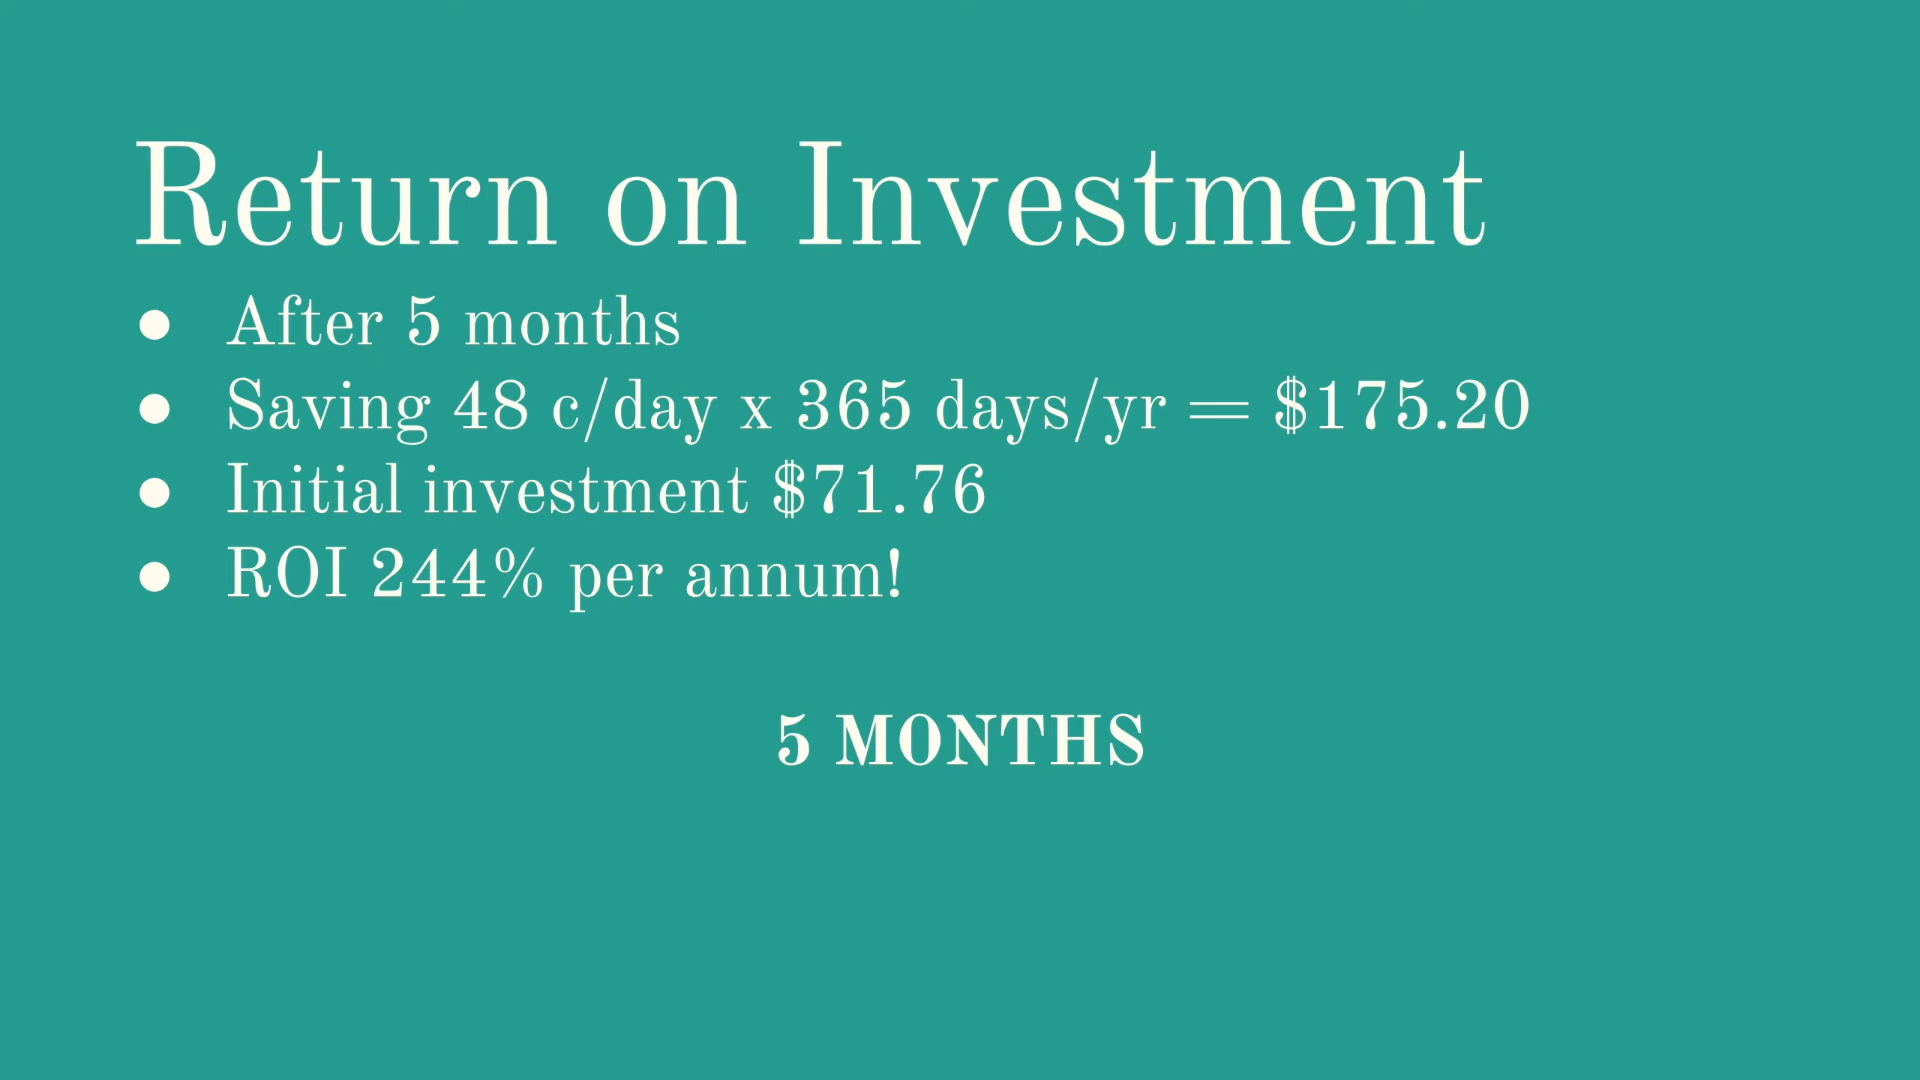 Return on Investment
● After 5 months
● Saving 48 c/day x 365 days/yr = $175.20
● Initial investment $71.76
● ROI 244% per annum!
5 MONTHS